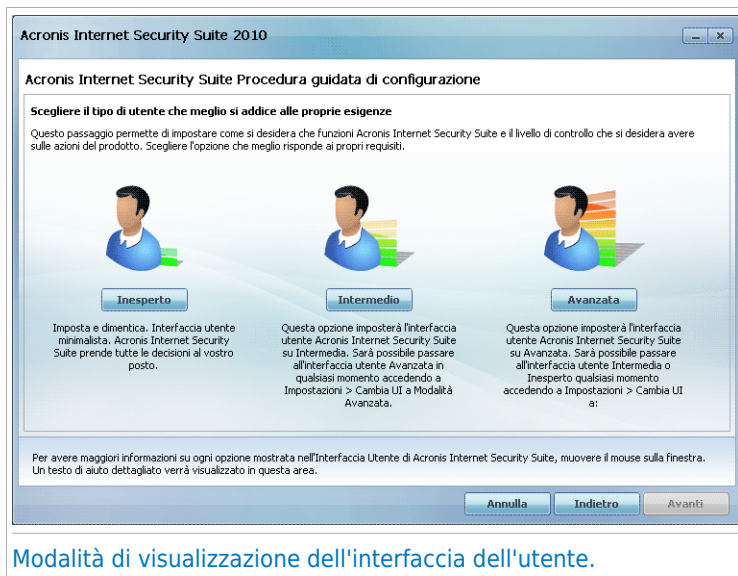 Acronis Internet Security Suite 2010
Acronis Internet Security Suite Procedura guidata di configurazione
Scegliere il tipo di utente che meglio si addice alle proprie esigenze
Questo passaggio permette di impostare come si desidera che funzioni Acronis Internet Security Suite e il livello di controllo che si desidera avere
sulle azioni del prodotto. Scegliere l'opzione che meglio risponde ai propri requisiti.
Inesperto
Imposta e dimentica. Interfaccia utente
minimalista. Acronis Internet Security
Suite prende tutte le decisioni al vostro
posto.
Intermedio
Questa opzione imposterà l'interfaccia
utente Acronis Internet Security Suite
su Intermedia. Sarà possibile passare
all'interfaccia utente Avanzata in
qualsiasi momento accedendo a
Impostazioni > Cambia UI a Modalità
Avanzata.
Avanzata
Questa opzione imposterà l'interfaccia
utente Acronis Internet Security Suite
su Avanzata. Sarà possibile passare
all'interfaccia utente Intermedia o
Inesperto qualsiasi momento
accedendo a Impostazioni > Cambia UI
a:
Per avere maggiori informazioni su ogni opzione mostrata nell'Interfaccia Utente di Acronis Internet Security Suite, muovere il mouse sulla finestra.
Un testo di aiuto dettagliato verrà visualizzato in questa area.
Annulla
Indietro
Avanti
Modalità di visualizzazione dell'interfaccia dell'utente.